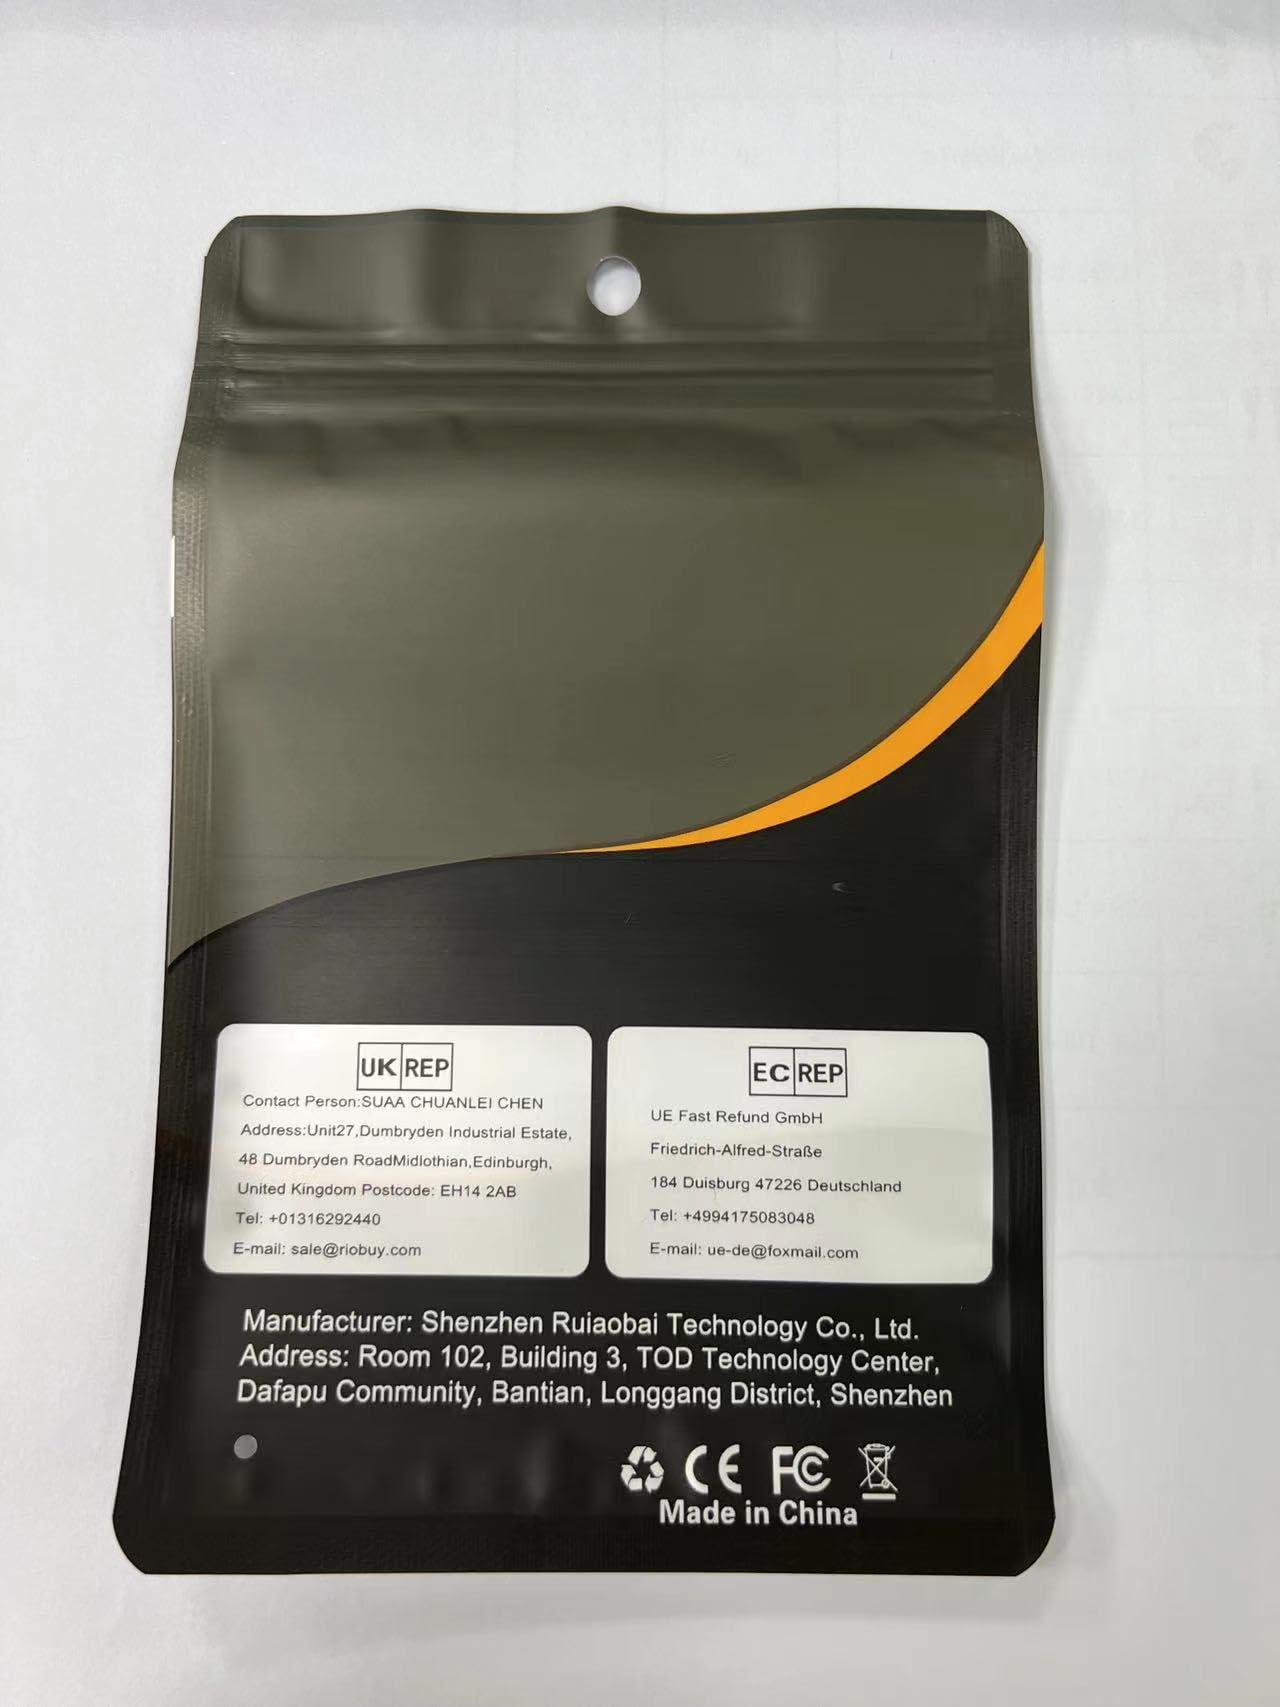 UK REP
Contact Person:SUAA CHUANLEI CHEN
Address:Unit27,Dumbryden Industrial Estate,
48 Dumbryden RoadMidlothian,Edinburgh,
United Kingdom Postcode: EH14 2AB
Tel: +01316292440
E-mail: sale@riobuy.com
EC REP
UE Fast Refund GmbH
Friedrich-Alfred-Straße
184 Duisburg 47226 Deutschland
Tel: +4994175083048
E-mail: ue-de@foxmail.com
Manufacturer: Shenzhen Ruiaobai Technology Co., Ltd.
Address: Room 102, Building 3, TOD Technology Center,
Dafapu Community, Bantian, Longgang District, Shenzhen
CE FC
Made in China